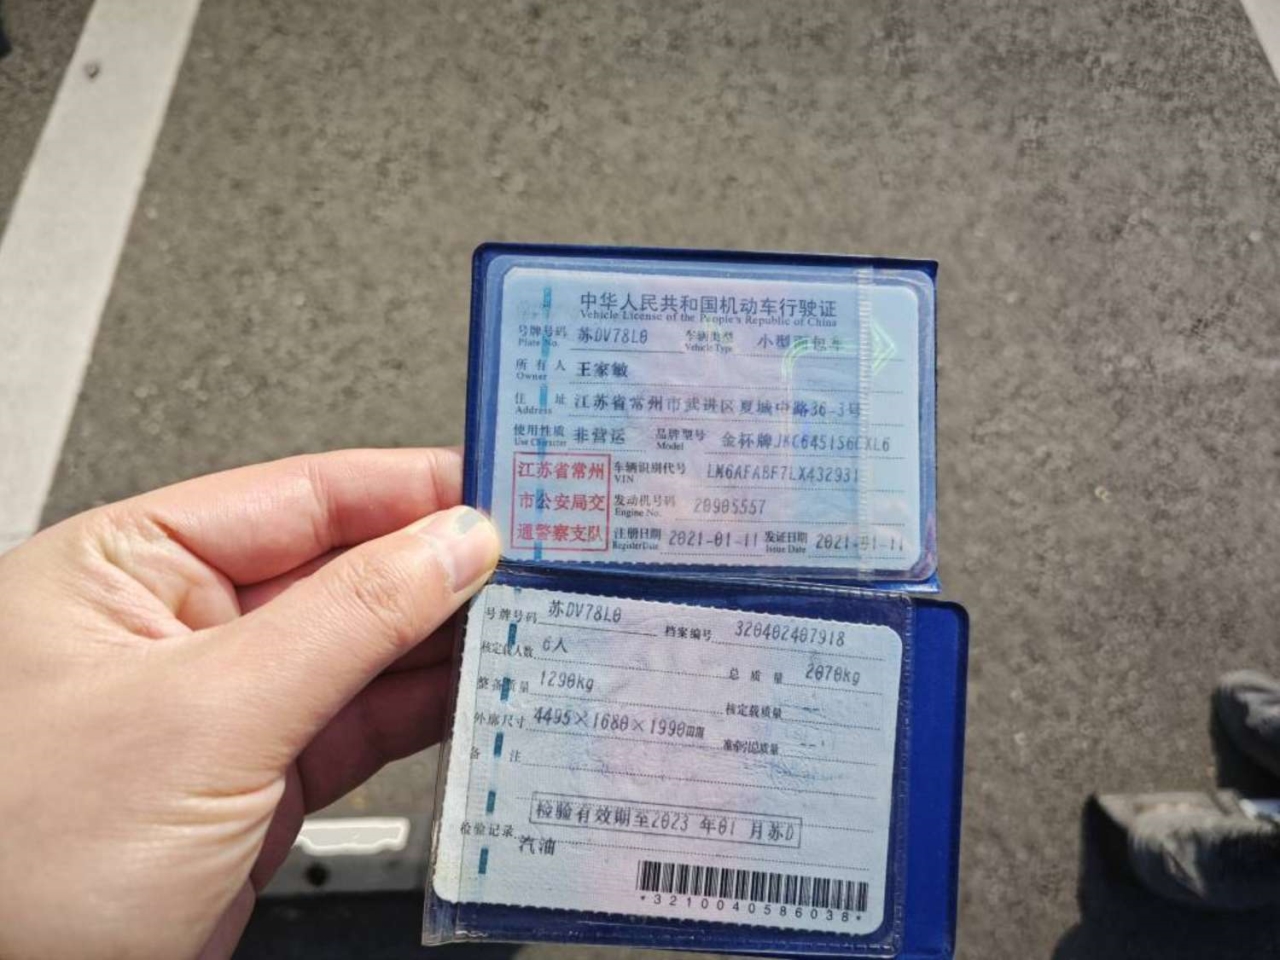 中华人民共和国机动车行驶证
Vehicle License of the People's Republic of China
号牌号码 苏DV78L0 车辆类型 小型面包车
Plate No. Vehicle Type
所有人 王家敏
Owner
住址 江苏省常州市武进区夏城中路36-3号
Address
使用性质 非营运 品牌型号 金杯牌JKC6451S6CXL6
Use Character Model
江苏省常州
市公安局交
通警察支队
车辆识别代号 LM6AFABF7LX432931
VIN
发动机号码 20905557
Engine No.
注册日期 2021-01-11 发证日期 2021-01-11
Register Date Issue Date
号牌号码 苏DV78L0 档案编号 320402407918
核定载人数 6人 总质量 2070kg
整备质量 1290kg 核定载质量 --
外廓尺寸 4495×1680×1990mm 准牵引总质量 --
备注
检验有效期至2023 年01 月苏D
检验记录
汽油
*3210040586038*